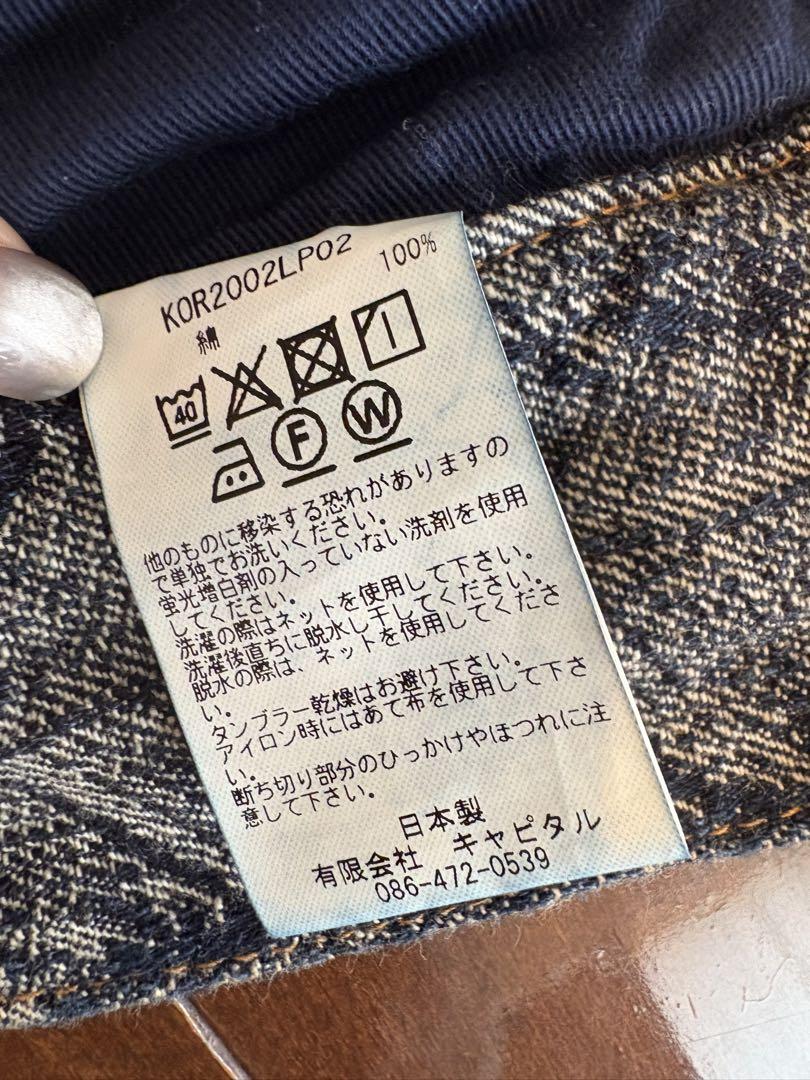 KOR2002LP02
綿 100%
40
F W
他のものに移染する恐れがありますの
で単独でお洗いください。
蛍光増白剤の入っていない洗剤を使用
してください。
洗濯の際はネットを使用して下さい。
洗濯後直ちに脱水し干してください。
脱水の際は、ネットを使用してくださ
い。
タンブラー乾燥はお避け下さい。
アイロン時にはあて布を使用して下さ
い。
断ち切り部分のひっかけやほつれに注
意して下さい。
日本製
有限会社 キャピタル
086-472-0539